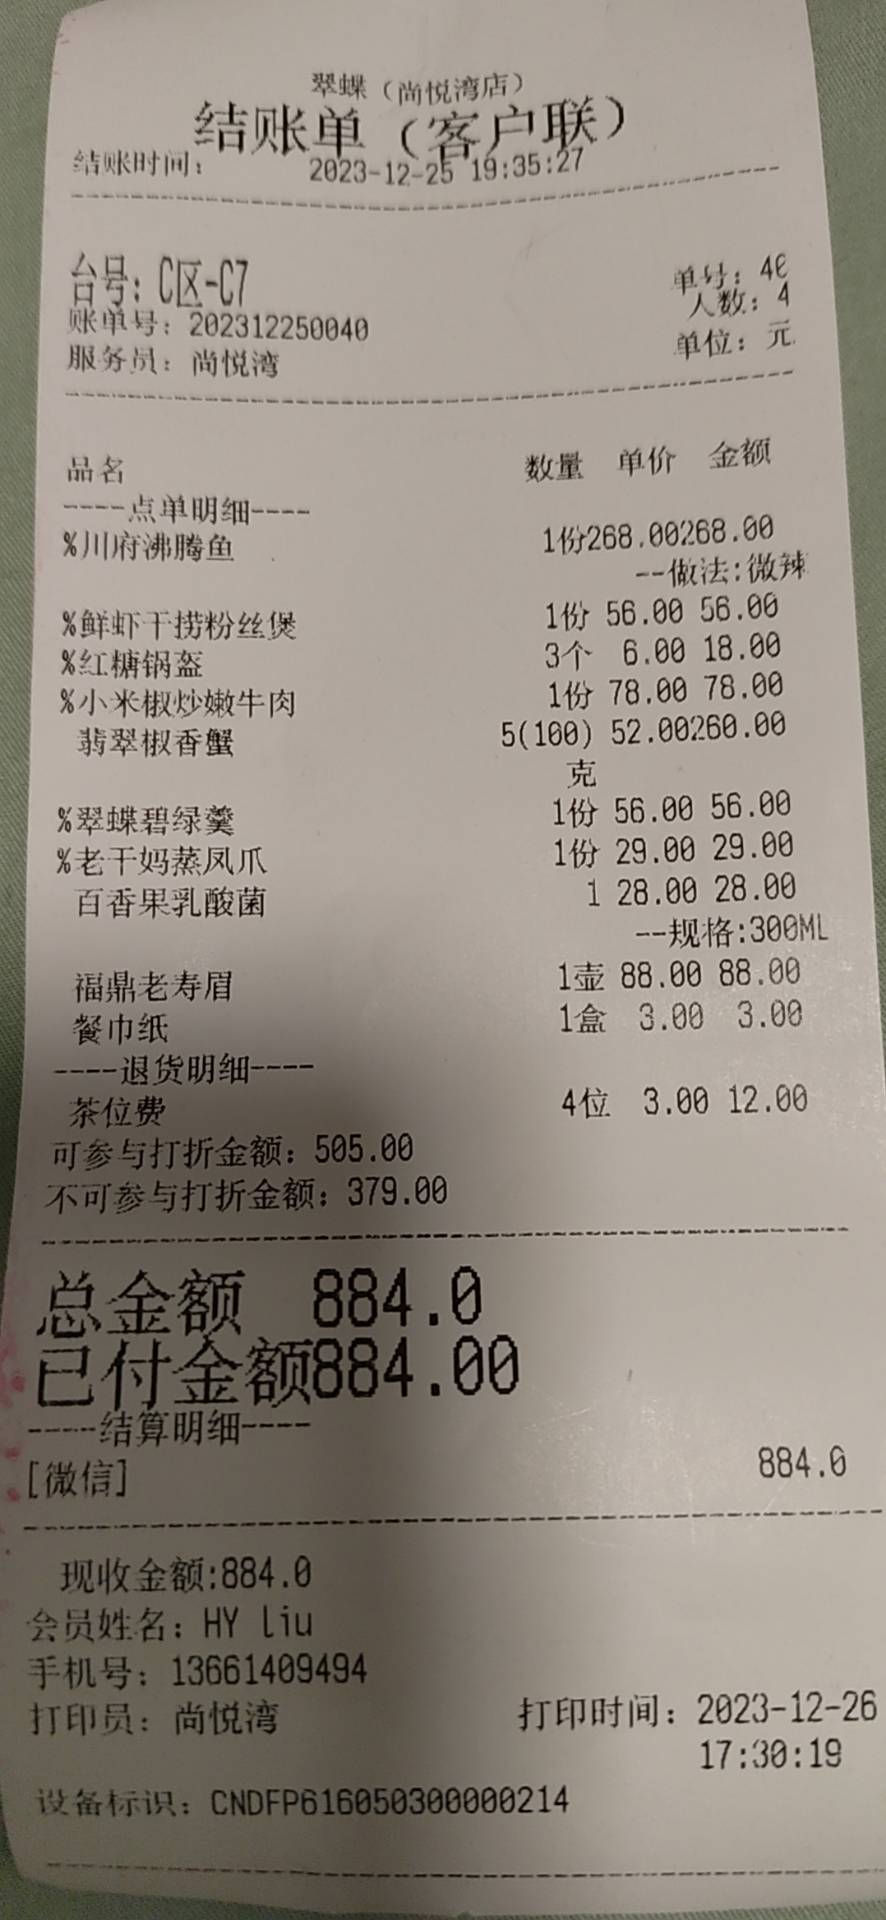 翠蝶（尚悦湾店）
结账单（客户联）
结账时间： 2023-12-25 19:35:27
台号：C区-C7
单号：40
人数：4
账单号：202312250040
服务员：尚悦湾
单位：元
品名 数量 单价 金额
----点单明细----
%川府沸腾鱼 1份268.00268.00
--做法:微辣
%鲜虾干捞粉丝煲 1份 56.00 56.00
%红糖锅盔 3个 6.00 18.00
%小米椒炒嫩牛肉 1份 78.00 78.00
翡翠椒香蟹 5(100) 52.00260.00
克
%翠蝶碧绿羹 1份 56.00 56.00
%老干妈蒸凤爪 1份 29.00 29.00
百香果乳酸菌 1 28.00 28.00
--规格:300ML
福鼎老寿眉 1壶 88.00 88.00
餐巾纸 1盒 3.00 3.00
----退货明细----
茶位费 4位 3.00 12.00
可参与打折金额：505.00
不可参与打折金额：379.00
总金额 884.0
已付金额884.00
-----结算明细----
[微信] 884.0
现收金额:884.0
会员姓名：HY Liu
手机号：13661409494
打印员：尚悦湾 打印时间：2023-12-26
17:30:19
设备标识：CNDFP616050300000214